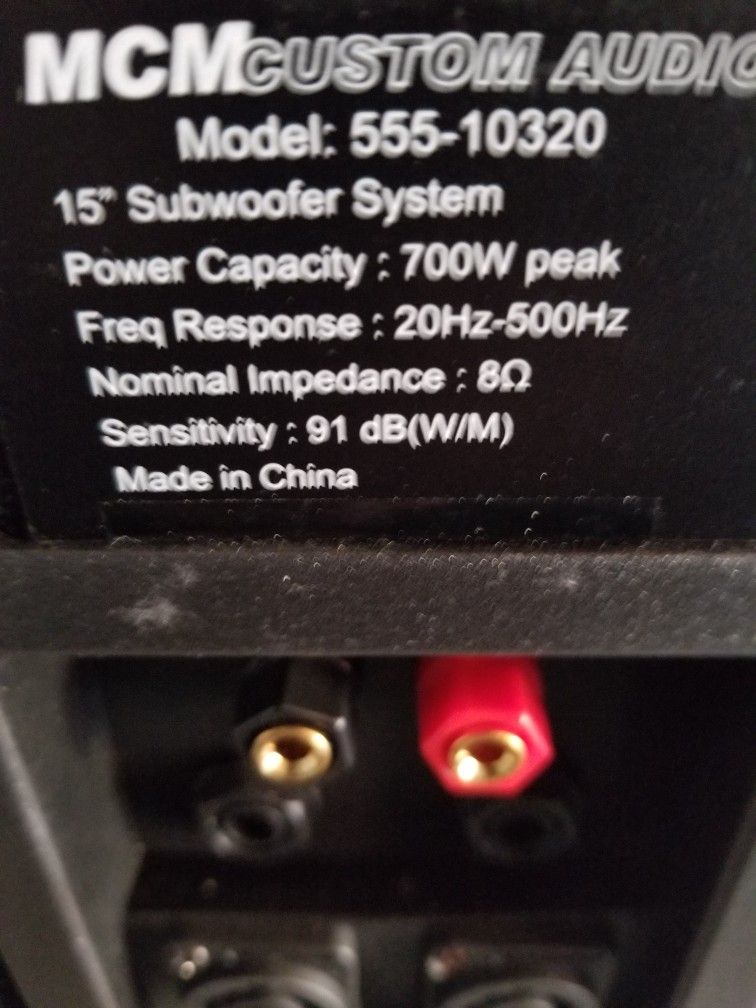 MCM CUSTOM AUDIO
Model: 555-10320
15" Subwoofer System
Power Capacity : 700W peak
Freq Response : 20Hz-500Hz
Nominal Impedance : 8Ω
Sensitivity : 91 dB(W/M)
Made in China